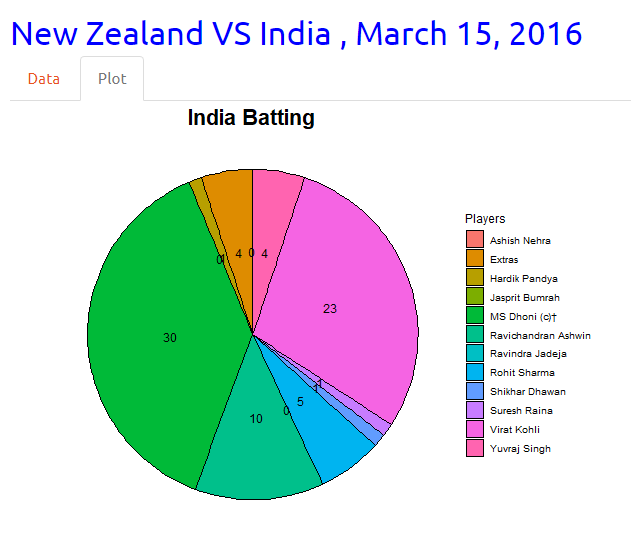 New Zealand VS India , March 15, 2016
Data Plot
India Batting
Players
Ashish Nehra
Extras
Hardik Pandya
Jasprit Bumrah
MS Dhoni (c)†
Ravichandran Ashwin
Ravindra Jadeja
Rohit Sharma
Shikhar Dhawan
Suresh Raina
Virat Kohli
Yuvraj Singh
0 1 4 0 4
23
30
1
1
5
0
10